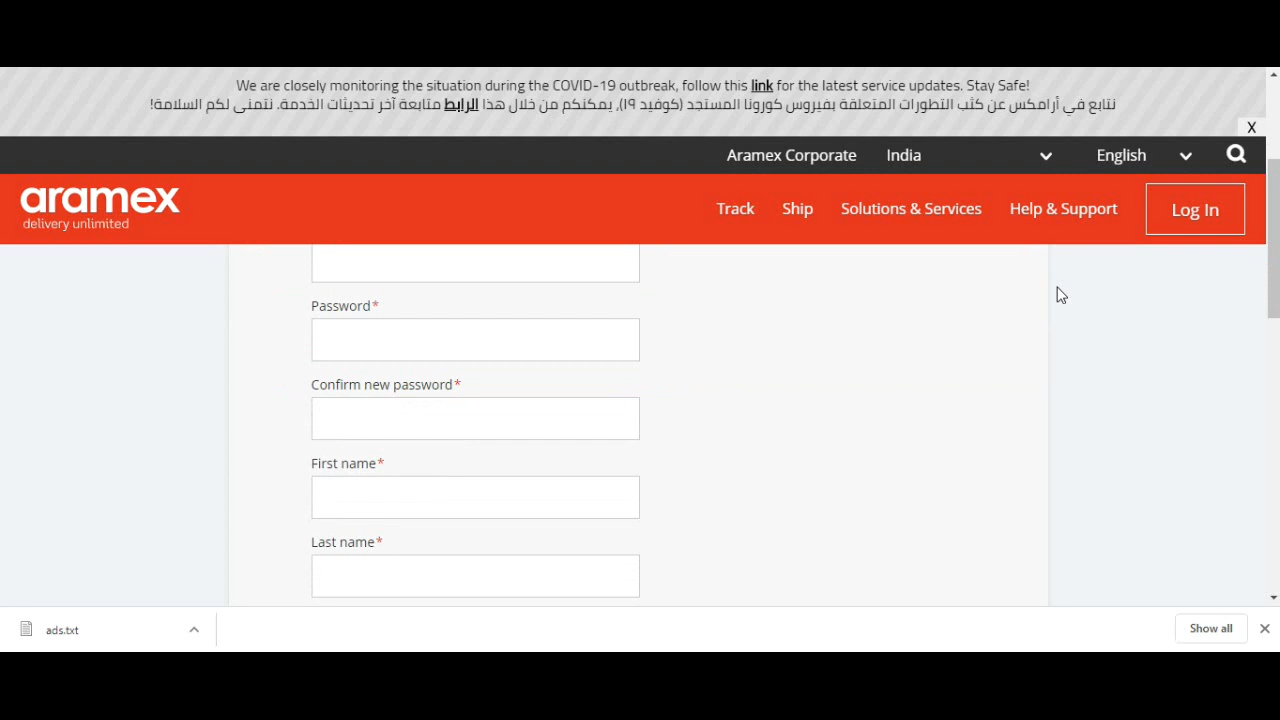 We are closely monitoring the situation during the COVID-19 outbreak, follow this link for the latest service updates. Stay Safe!
نتابع في أرامكس عن كثب التطورات المتعلقة بفيروس كورونا المستجد (كوفيد ١٩)، يمكنكم من خلال هذا الرابط متابعة آخر تحديثات الخدمة. نتمنى لكم السلامة!
X
Aramex Corporate India English
aramex
delivery unlimited
Track Ship Solutions & Services Help & Support Log In
Password*
Confirm new password*
First name*
Last name*
ads.txt
Show all